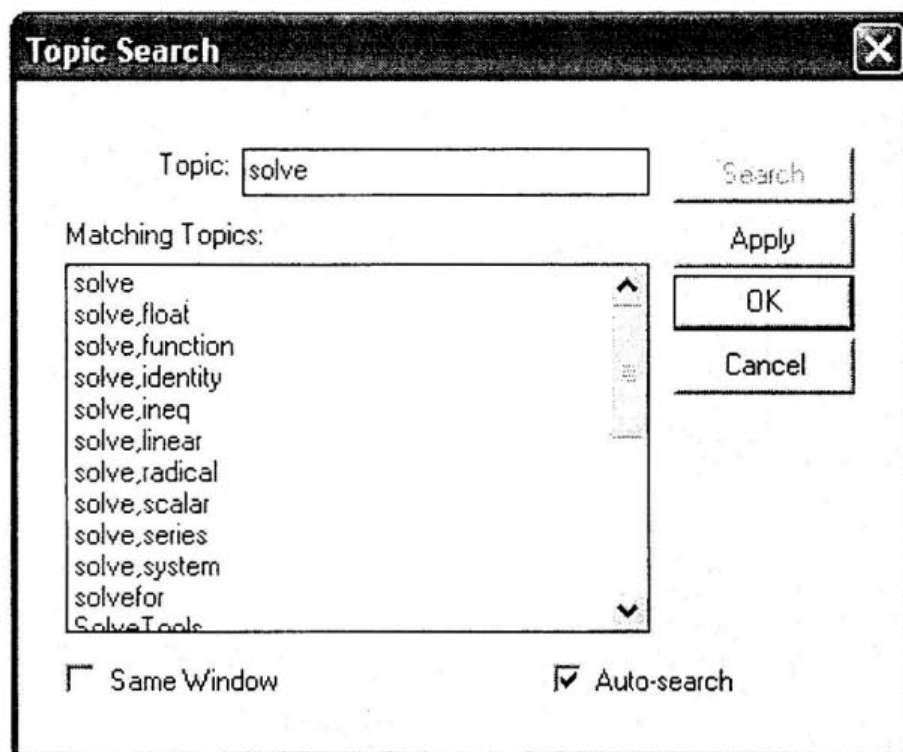 Topic Search
Topic: solve
Search
Matching Topics:
Apply
solve
solve,float
OK
solve,function
solve,identity
Cancel
solve,ineq
solve,linear
solve,radical
solve,scalar
solve,series
solve,system
solvefor
SolveTools
Same Window
Auto-search